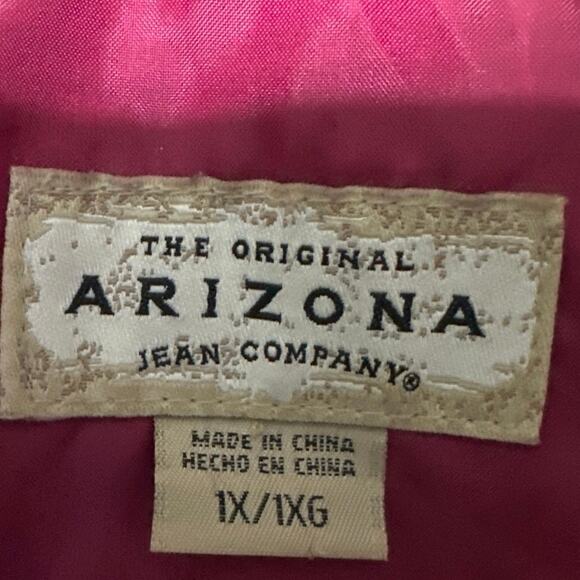 THE ORIGINAL
ARIZONA
JEAN COMPANY®
MADE IN CHINA
HECHO EN CHINA
1X/1XG